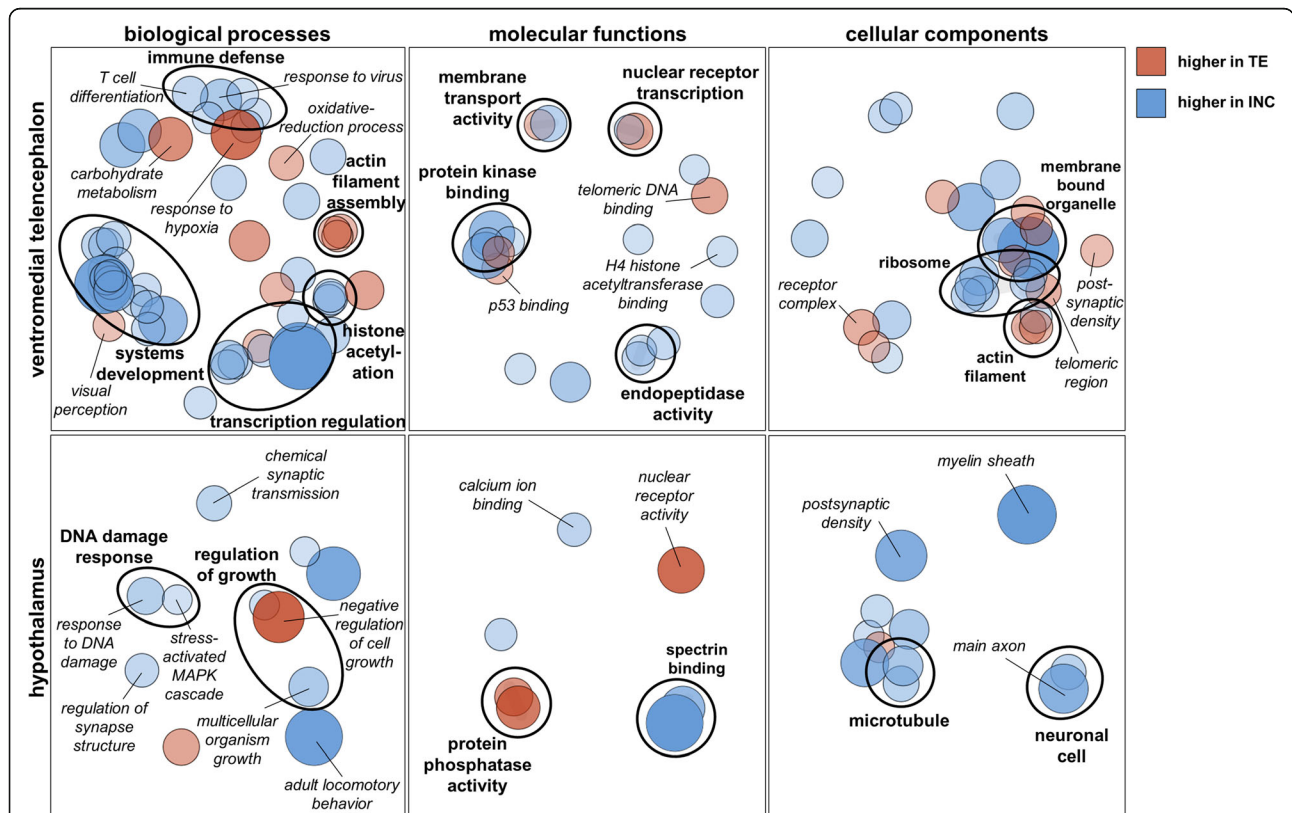 biological processes
molecular functions
cellular components
higher in TE
higher in INC
ventromedial telencephalon
immune defense
T cell
differentiation
response to virus
oxidative-
reduction process
carbohydrate
metabolism
response to
hypoxia
actin
filament
assembly
systems
development
visual
perception
histone
acetyl-
ation
transcription regulation
membrane
transport
activity
nuclear receptor
transcription
protein kinase
binding
telomeric DNA
binding
p53 binding
H4 histone
acetyltransferase
binding
endopeptidase
activity
membrane
bound
organelle
ribosome
receptor
complex
post-
synaptic
density
actin
filament
telomeric
region
hypothalamus
chemical
synaptic
transmission
DNA damage
response
regulation
of growth
response
to DNA
damage
stress-
activated
MAPK
cascade
negative
regulation
of cell
growth
regulation of
synapse
structure
multicellular
organism
growth
adult locomotory
behavior
calcium ion
binding
nuclear
receptor
activity
spectrin
binding
protein
phosphatase
activity
myelin sheath
postsynaptic
density
main axon
microtubule
neuronal
cell